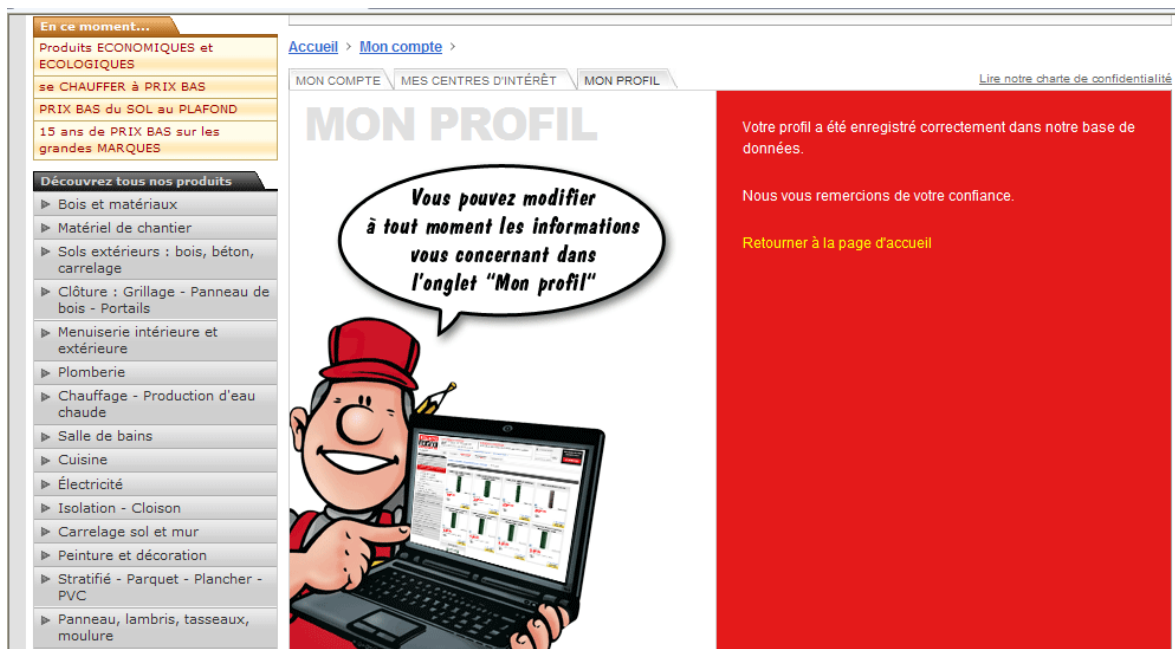 En ce moment...
Produits ECONOMIQUES et
ECOLOGIQUES
se CHAUFFER à PRIX BAS
PRIX BAS du SOL au PLAFOND
15 ans de PRIX BAS sur les
grandes MARQUES
Découvrez tous nos produits
Bois et matériaux
Matériel de chantier
Sols extérieurs : bois, béton,
carrelage
Clôture : Grillage - Panneau de
bois - Portails
Menuiserie intérieure et
extérieure
Plomberie
Chauffage - Production d'eau
chaude
Salle de bains
Cuisine
Électricité
Isolation - Cloison
Carrelage sol et mur
Peinture et décoration
Stratifié - Parquet - Plancher -
PVC
Panneau, lambris, tasseaux,
moulure
Accueil > Mon compte >
MON COMPTE MES CENTRES D'INTÉRÊT MON PROFIL
Lire notre charte de confidentialité
MON PROFIL
Vous pouvez modifier
à tout moment les informations
vous concernant dans
l'onglet "Mon profil"
Votre profil a été enregistré correctement dans notre base de
données.
Nous vous remercions de votre confiance.
Retourner à la page d'accueil